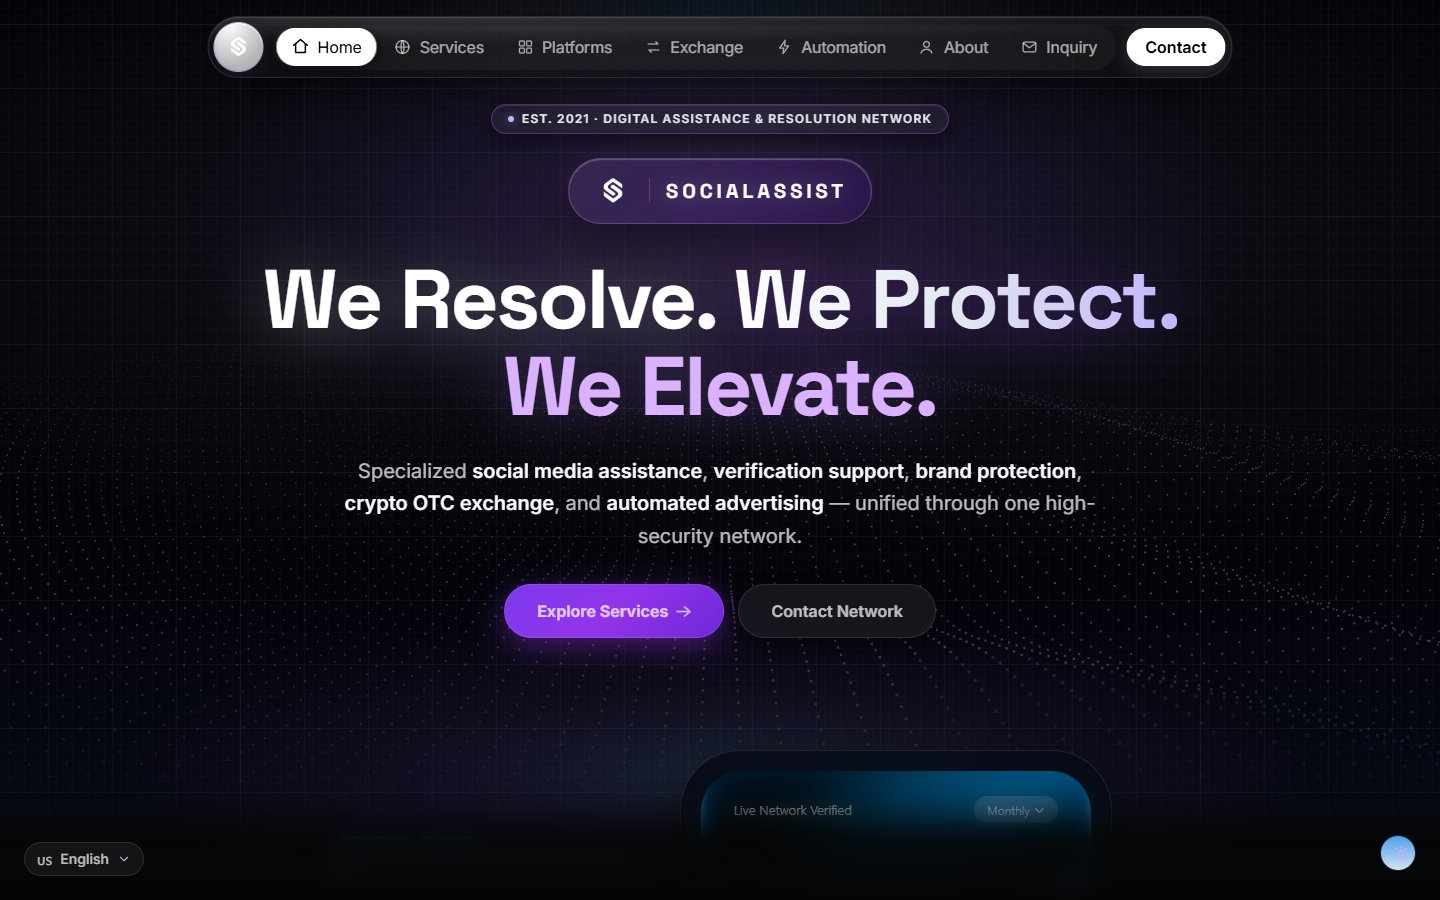 Home
Services
Platforms
Exchange
Automation
About
Inquiry
Contact
EST. 2021 · DIGITAL ASSISTANCE & RESOLUTION NETWORK
SOCIALASSIST
We Resolve. We Protect.
We Elevate.
Specialized social media assistance, verification support, brand protection,
crypto OTC exchange, and automated advertising — unified through one high-
security network.
Explore Services →
Contact Network
Live Network Verified
Monthly
US English